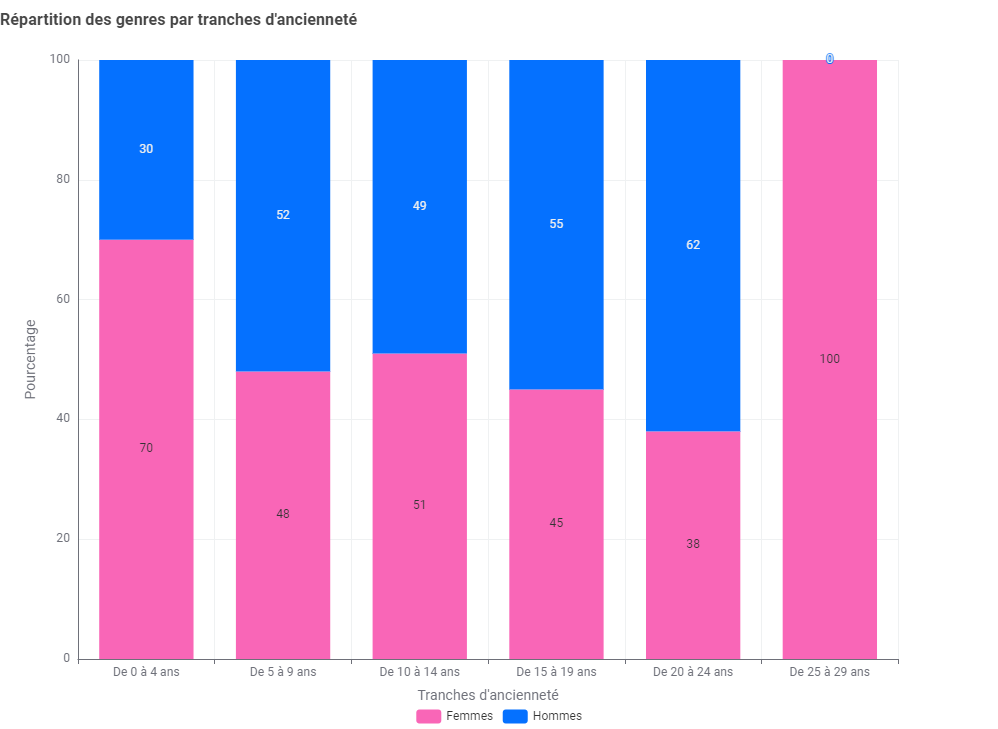 Répartition des genres par tranches d'ancienneté
Pourcentage
100
80
60
40
20
0
30
52
49
55
62
0
70
48
51
45
38
100
De 0 à 4 ans
De 5 à 9 ans
De 10 à 14 ans
De 15 à 19 ans
De 20 à 24 ans
De 25 à 29 ans
Tranches d'ancienneté
Femmes
Hommes